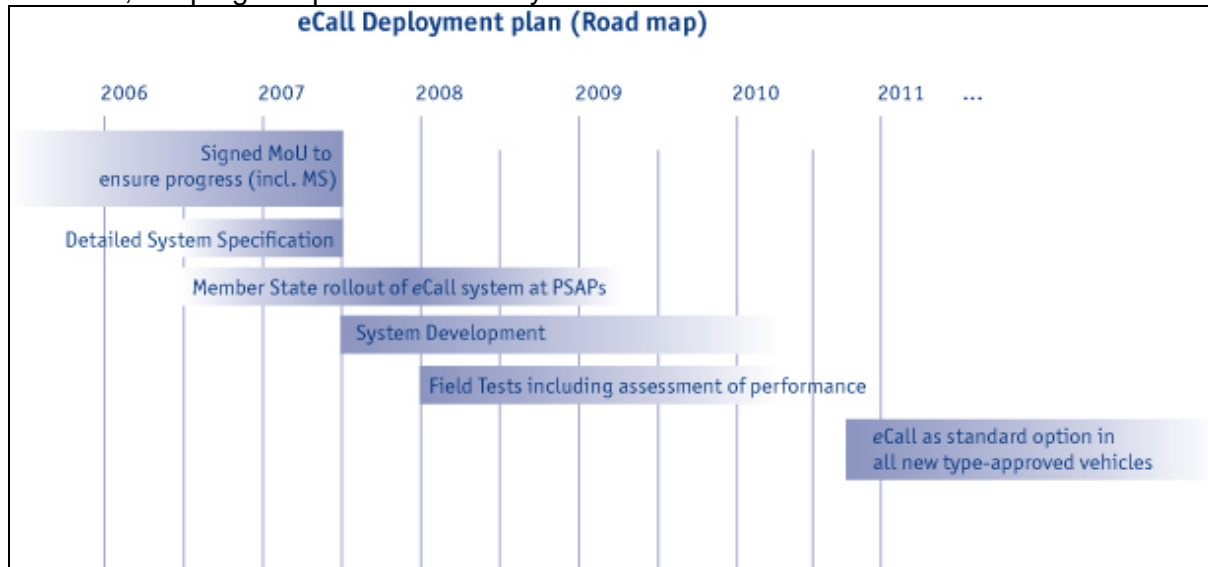 eCall Deployment plan (Road map)
2006 2007 2008 2009 2010 2011 ...
Signed MoU to
ensure progress (incl. MS)
Detailed System Specification
Member State rollout of eCall system at PSAPs
System Development
Field Tests including assessment of performance
eCall as standard option in
all new type-approved vehicles